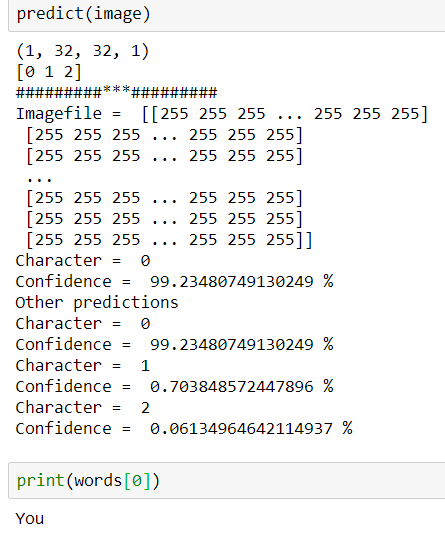 predict(image)
(1, 32, 32, 1)
[0 1 2]
#########***#########
Imagefile =  [[255 255 255 ... 255 255 255]
 [255 255 255 ... 255 255 255]
 [255 255 255 ... 255 255 255]
 ...
 [255 255 255 ... 255 255 255]
 [255 255 255 ... 255 255 255]
 [255 255 255 ... 255 255 255]]
Character =  0
Confidence =  99.23480749130249 %
Other predictions
Character =  0
Confidence =  99.23480749130249 %
Character =  1
Confidence =  0.703848572447896 %
Character =  2
Confidence =  0.06134964642114937 %
print(words[0])
You